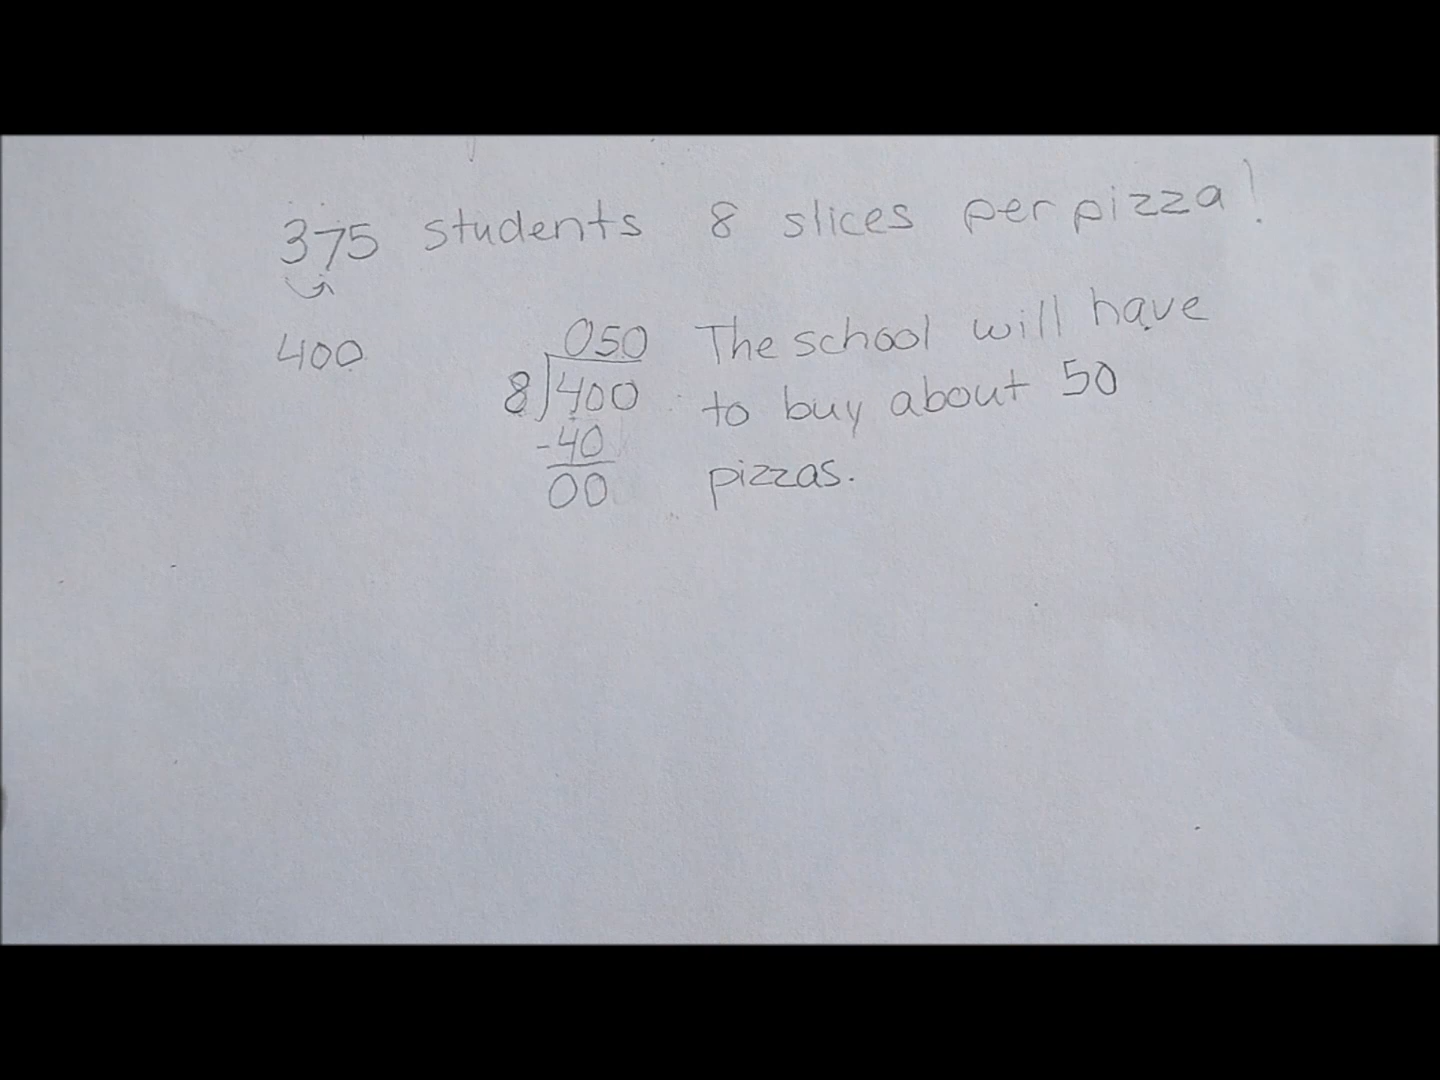 375 students 8 slices per pizza!
400
050
8)400
-40
00
The school will have
to buy about 50
pizzas.